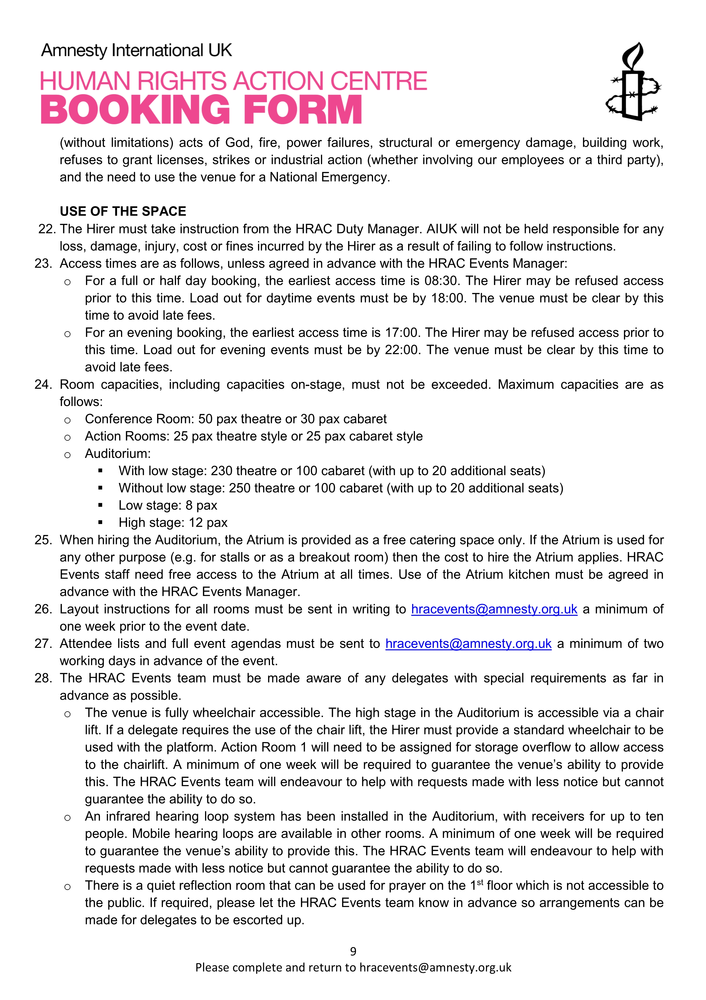 Amnesty International UK
HUMAN RIGHTS ACTION CENTRE
BOOKING FORM
(without limitations) acts of God, fire, power failures, structural or emergency damage, building work,
refuses to grant licenses, strikes or industrial action (whether involving our employees or a third party),
and the need to use the venue for a National Emergency.
USE OF THE SPACE
22. The Hirer must take instruction from the HRAC Duty Manager. AIUK will not be held responsible for any
loss, damage, injury, cost or fines incurred by the Hirer as a result of failing to follow instructions.
23. Access times are as follows, unless agreed in advance with the HRAC Events Manager:
o For a full or half day booking, the earliest access time is 08:30. The Hirer may be refused access
prior to this time. Load out for daytime events must be by 18:00. The venue must be clear by this
time to avoid late fees.
o For an evening booking, the earliest access time is 17:00. The Hirer may be refused access prior to
this time. Load out for evening events must be by 22:00. The venue must be clear by this time to
avoid late fees.
24. Room capacities, including capacities on-stage, must not be exceeded. Maximum capacities are as
follows:
o Conference Room: 50 pax theatre or 30 pax cabaret
o Action Rooms: 25 pax theatre style or 25 pax cabaret style
o Auditorium:
▪ With low stage: 230 theatre or 100 cabaret (with up to 20 additional seats)
▪ Without low stage: 250 theatre or 100 cabaret (with up to 20 additional seats)
▪ Low stage: 8 pax
▪ High stage: 12 pax
25. When hiring the Auditorium, the Atrium is provided as a free catering space only. If the Atrium is used for
any other purpose (e.g. for stalls or as a breakout room) then the cost to hire the Atrium applies. HRAC
Events staff need free access to the Atrium at all times. Use of the Atrium kitchen must be agreed in
advance with the HRAC Events Manager.
26. Layout instructions for all rooms must be sent in writing to hracevents@amnesty.org.uk a minimum of
one week prior to the event date.
27. Attendee lists and full event agendas must be sent to hracevents@amnesty.org.uk a minimum of two
working days in advance of the event.
28. The HRAC Events team must be made aware of any delegates with special requirements as far in
advance as possible.
o The venue is fully wheelchair accessible. The high stage in the Auditorium is accessible via a chair
lift. If a delegate requires the use of the chair lift, the Hirer must provide a standard wheelchair to be
used with the platform. Action Room 1 will need to be assigned for storage overflow to allow access
to the chairlift. A minimum of one week will be required to guarantee the venue’s ability to provide
this. The HRAC Events team will endeavour to help with requests made with less notice but cannot
guarantee the ability to do so.
o An infrared hearing loop system has been installed in the Auditorium, with receivers for up to ten
people. Mobile hearing loops are available in other rooms. A minimum of one week will be required
to guarantee the venue’s ability to provide this. The HRAC Events team will endeavour to help with
requests made with less notice but cannot guarantee the ability to do so.
o There is a quiet reflection room that can be used for prayer on the 1st floor which is not accessible to
the public. If required, please let the HRAC Events team know in advance so arrangements can be
made for delegates to be escorted up.
9
Please complete and return to hracevents@amnesty.org.uk